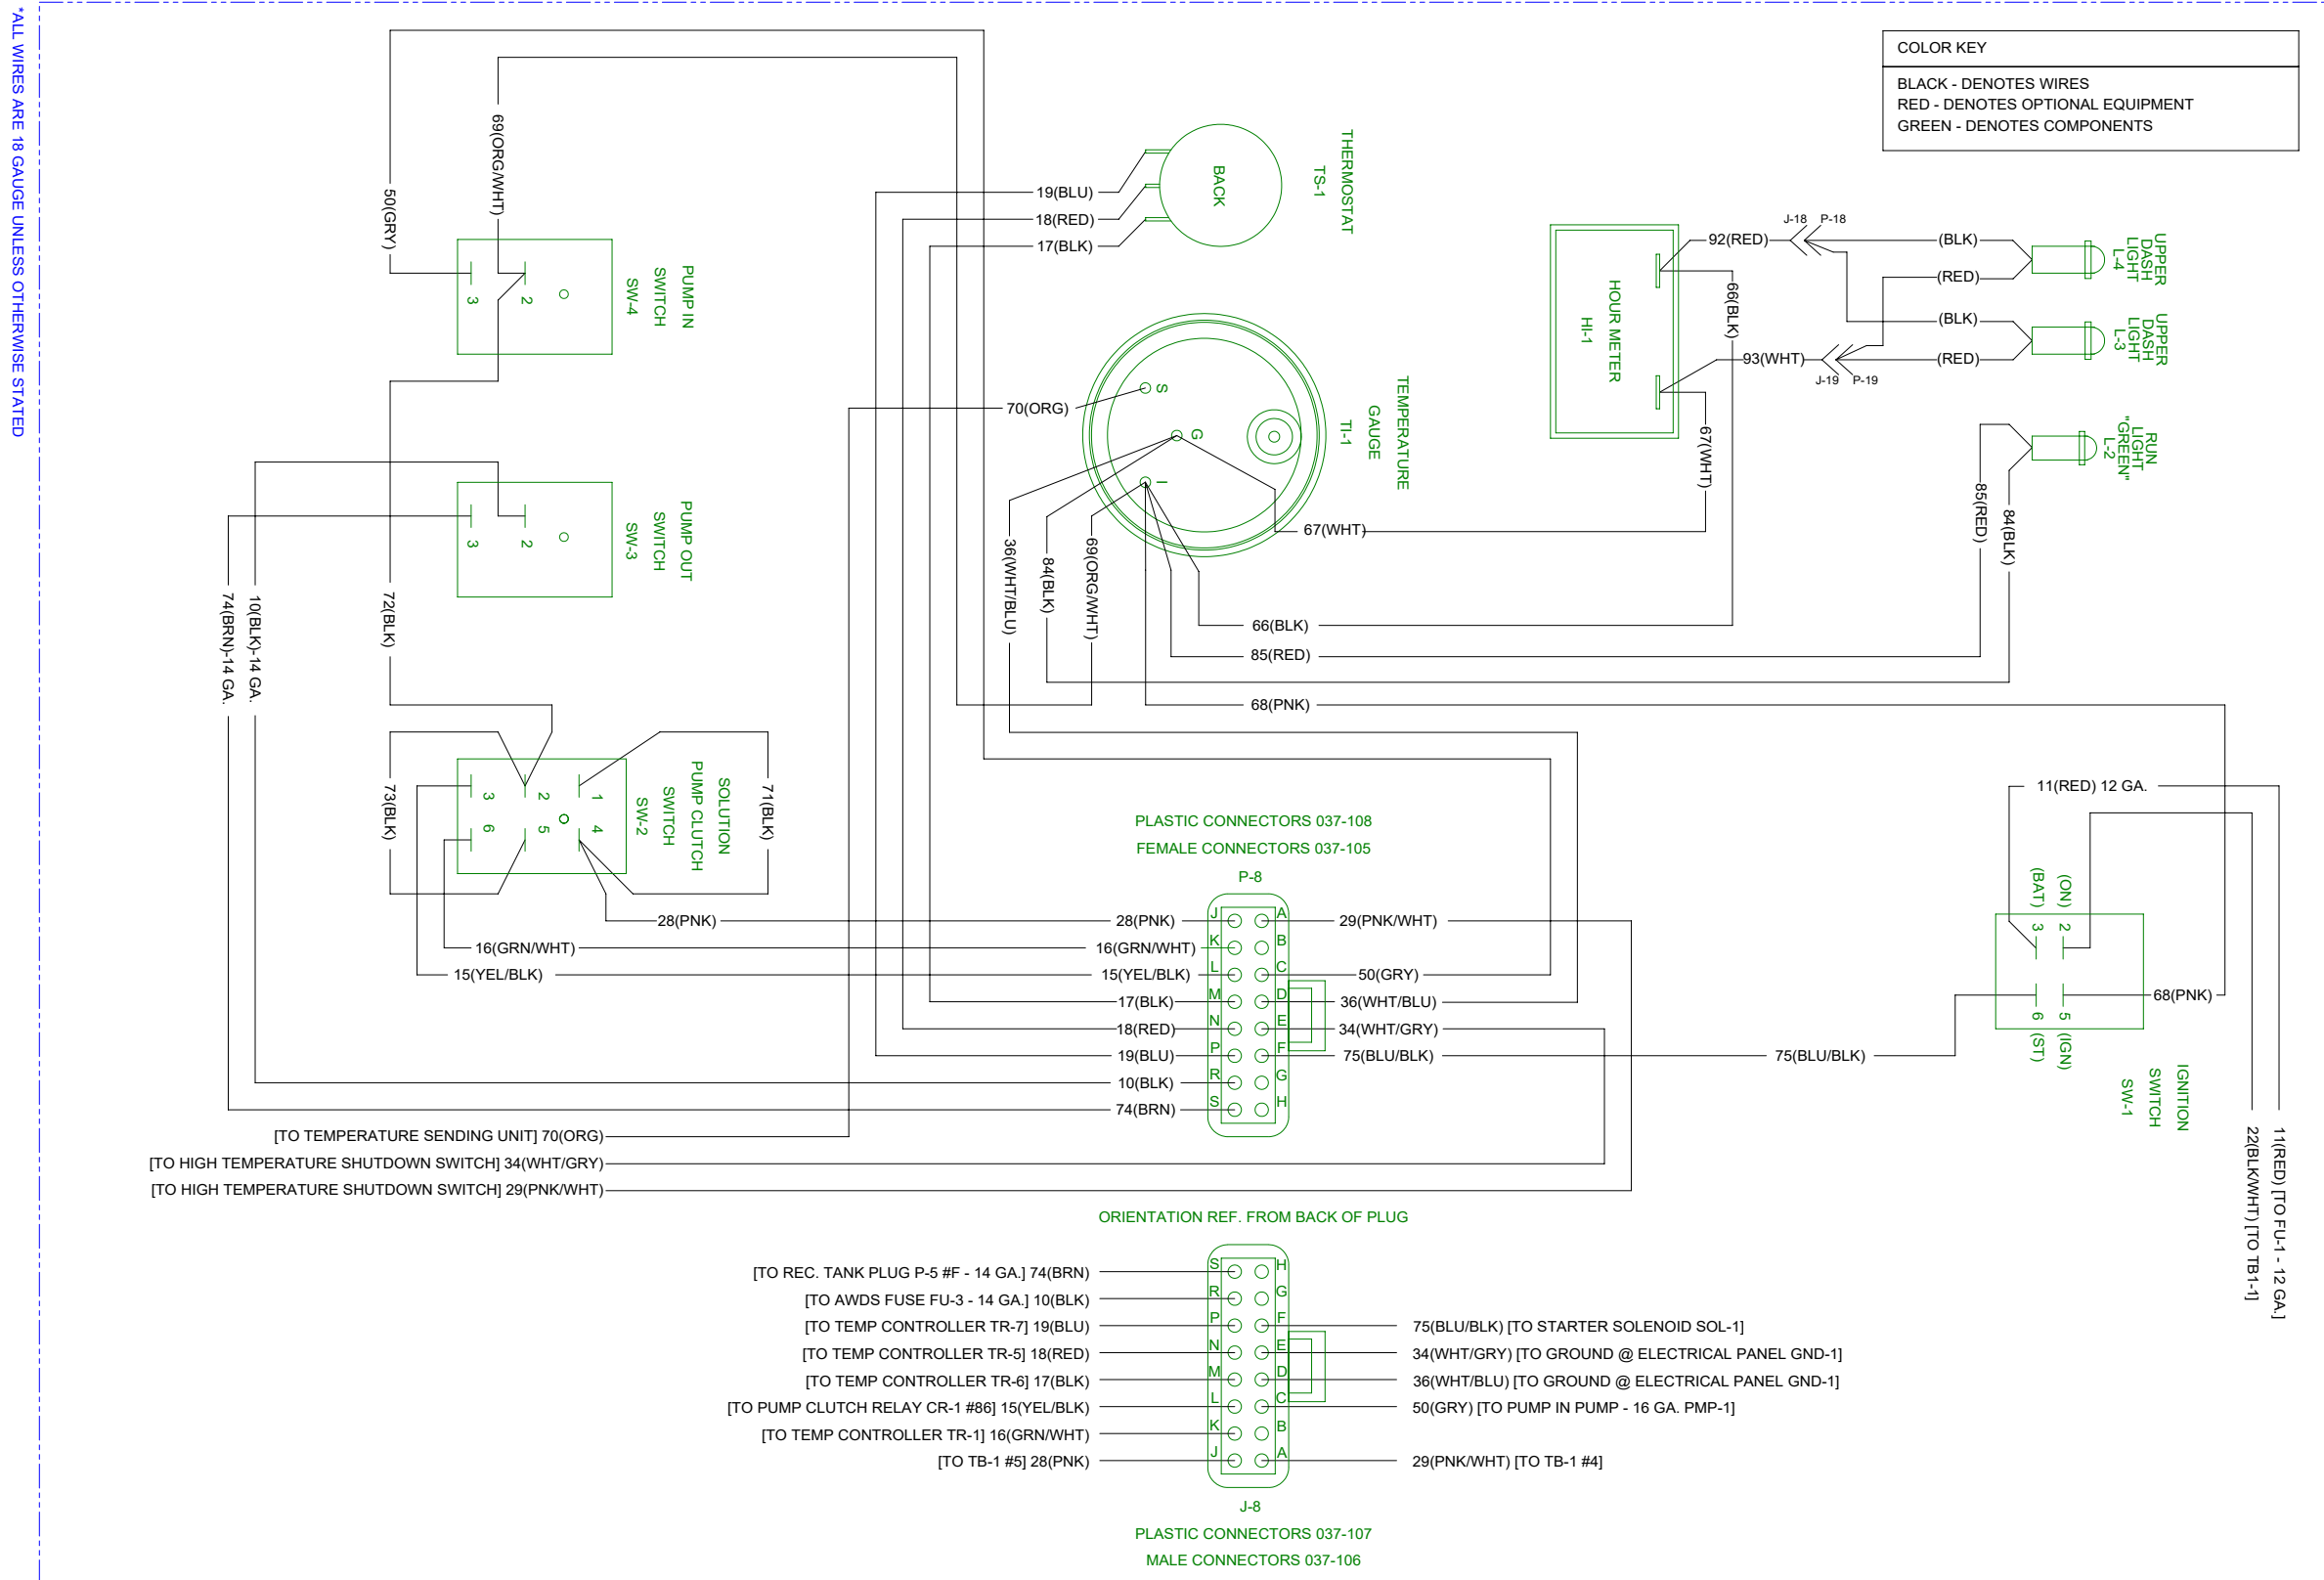 *ALL WIRES ARE 18 GAUGE UNLESS OTHERWISE STATED
COLOR KEY
BLACK - DENOTES WIRES
RED - DENOTES OPTIONAL EQUIPMENT
GREEN - DENOTES COMPONENTS
50(GRY)
69(ORG/WHT)
3
2
PUMP IN
SWITCH
SW-4
19(BLU)
18(RED)
17(BLK)
BACK
THERMOSTAT
TS-1
HOUR METER
HI-1
92(RED)
J-18
P-18
(BLK)
(RED)
UPPER
DASH
LIGHT
L-4
66(BLK)
93(WHT)
J-19
P-19
(BLK)
(RED)
UPPER
DASH
LIGHT
L-3
67(WHT)
70(ORG)
S
G
I
TEMPERATURE
GAUGE
TI-1
67(WHT)
RUN
LIGHT
"GREEN"
L-2
85(RED)
84(BLK)
36(WHT/BLU)
84(BLK)
69(ORG/WHT)
66(BLK)
85(RED)
68(PNK)
3
2
PUMP OUT
SWITCH
SW-3
74(BRN)-14 GA.
10(BLK)-14 GA.
72(BLK)
73(BLK)
3
2
1
6
5
4
SOLUTION
PUMP CLUTCH
SWITCH
SW-2
71(BLK)
28(PNK)
16(GRN/WHT)
15(YEL/BLK)
PLASTIC CONNECTORS 037-108
FEMALE CONNECTORS 037-105
P-8
28(PNK) J A 29(PNK/WHT)
16(GRN/WHT) K B
15(YEL/BLK) L C 50(GRY)
17(BLK) M D 36(WHT/BLU)
18(RED) N E 34(WHT/GRY)
19(BLU) P F 75(BLU/BLK) 75(BLU/BLK)
10(BLK) R G
74(BRN) S H
11(RED) 12 GA.
(BAT)
(ON)
3
2
6
5
(ST)
(IGN)
68(PNK)
IGNITION
SWITCH
SW-1
11(RED) [TO FU-1 - 12 GA.]
22(BLK/WHT) [TO TB1-1]
[TO TEMPERATURE SENDING UNIT] 70(ORG)
[TO HIGH TEMPERATURE SHUTDOWN SWITCH] 34(WHT/GRY)
[TO HIGH TEMPERATURE SHUTDOWN SWITCH] 29(PNK/WHT)
ORIENTATION REF. FROM BACK OF PLUG
[TO REC. TANK PLUG P-5 #F - 14 GA.] 74(BRN) S H
[TO AWDS FUSE FU-3 - 14 GA.] 10(BLK) R G
[TO TEMP CONTROLLER TR-7] 19(BLU) P F 75(BLU/BLK) [TO STARTER SOLENOID SOL-1]
[TO TEMP CONTROLLER TR-5] 18(RED) N E 34(WHT/GRY) [TO GROUND @ ELECTRICAL PANEL GND-1]
[TO TEMP CONTROLLER TR-6] 17(BLK) M D 36(WHT/BLU) [TO GROUND @ ELECTRICAL PANEL GND-1]
[TO PUMP CLUTCH RELAY CR-1 #86] 15(YEL/BLK) L C 50(GRY) [TO PUMP IN PUMP - 16 GA. PMP-1]
[TO TEMP CONTROLLER TR-1] 16(GRN/WHT) K B
[TO TB-1 #5] 28(PNK) J A 29(PNK/WHT) [TO TB-1 #4]
J-8
PLASTIC CONNECTORS 037-107
MALE CONNECTORS 037-106